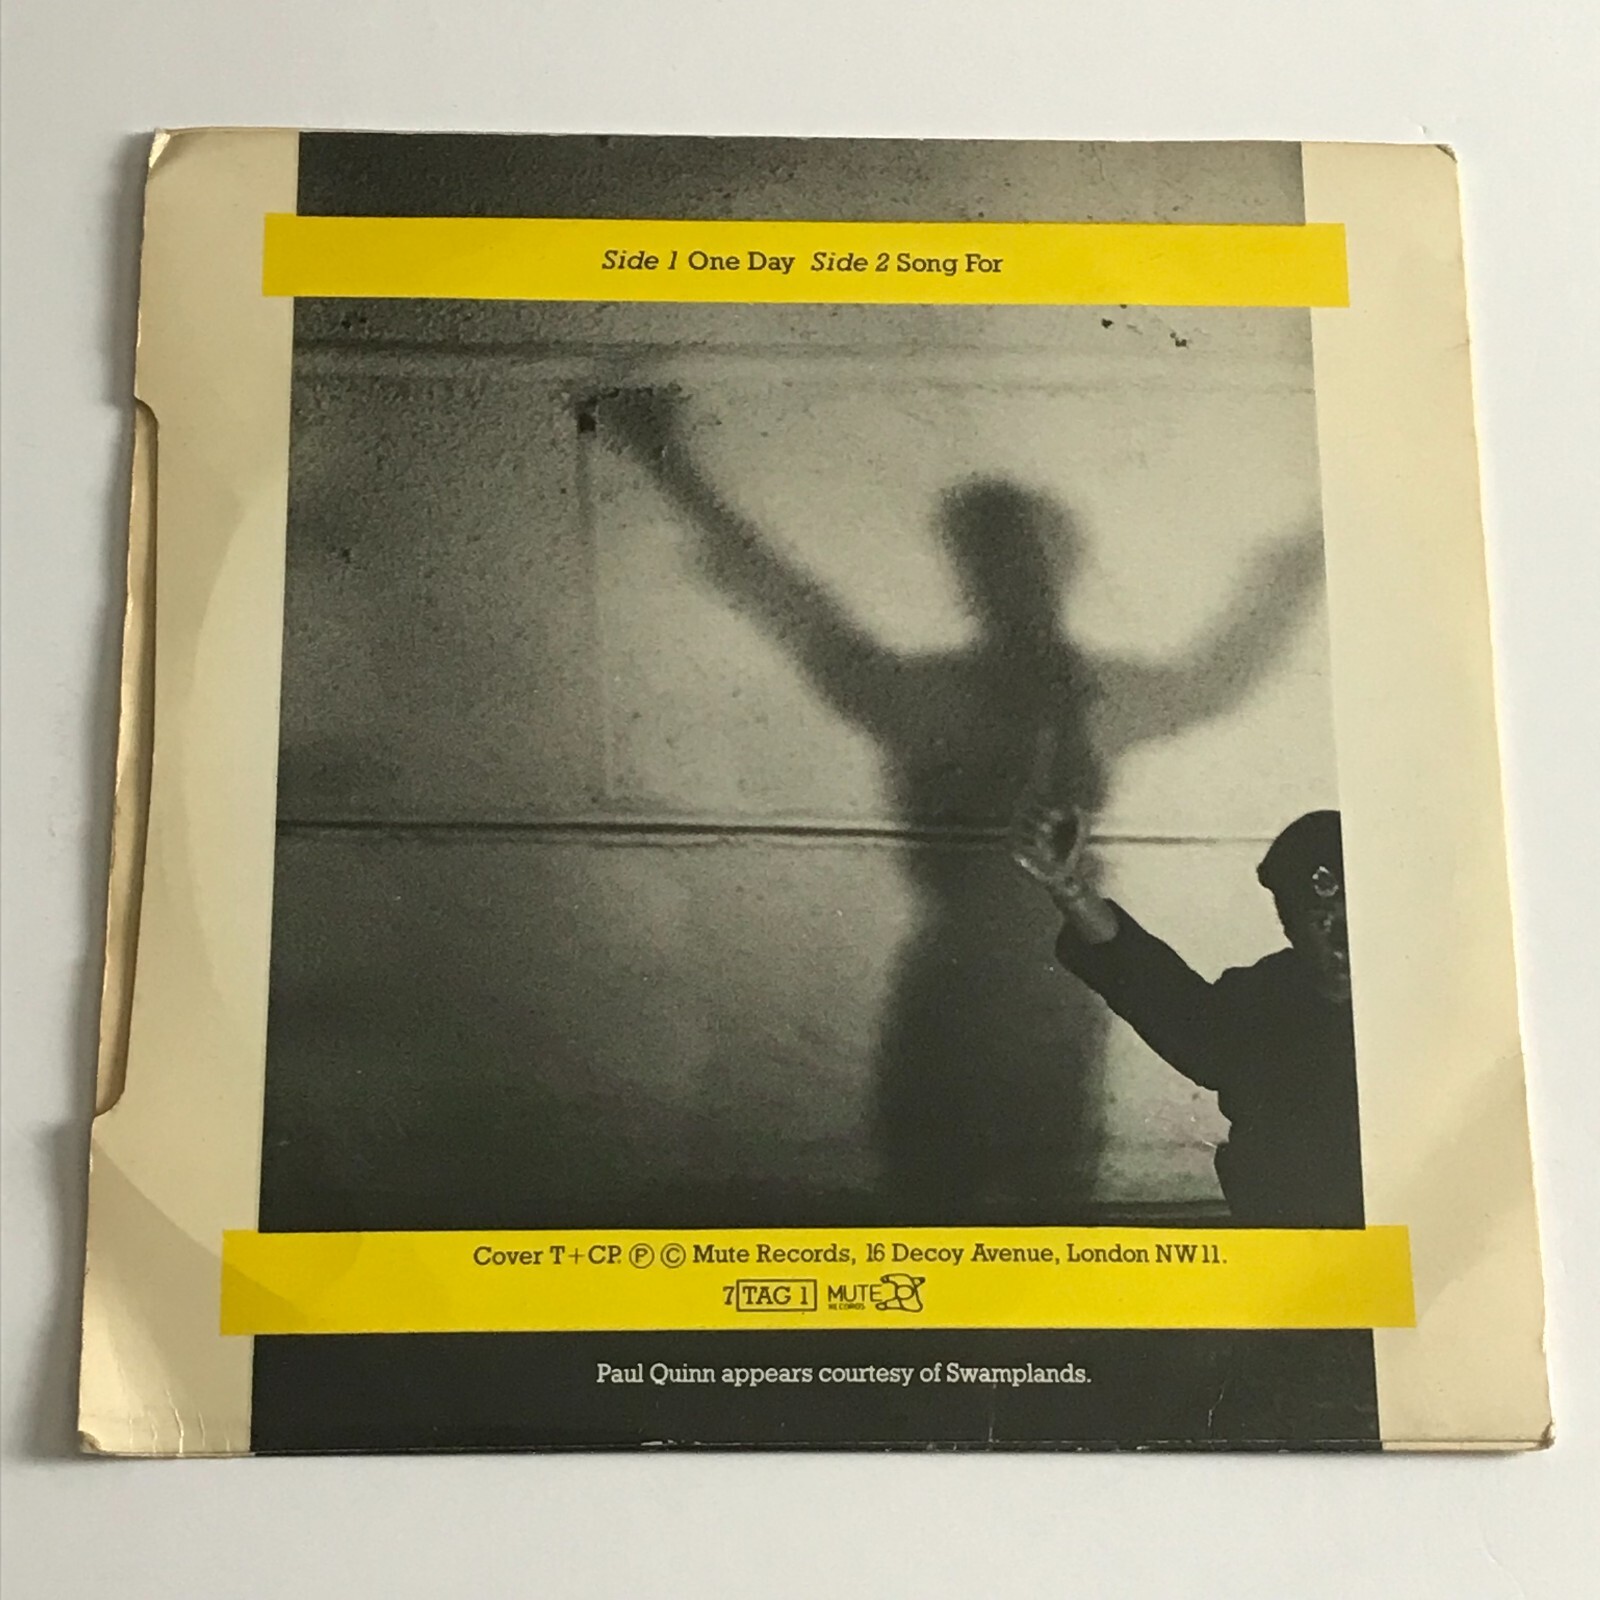 Side 1 One Day Side 2 Song For
Cover T+CP. Ⓟ © Mute Records, 16 Decoy Avenue, London NW11.
7 TAG 1 MUTE RECORDS
Paul Quinn appears courtesy of Swamplands.